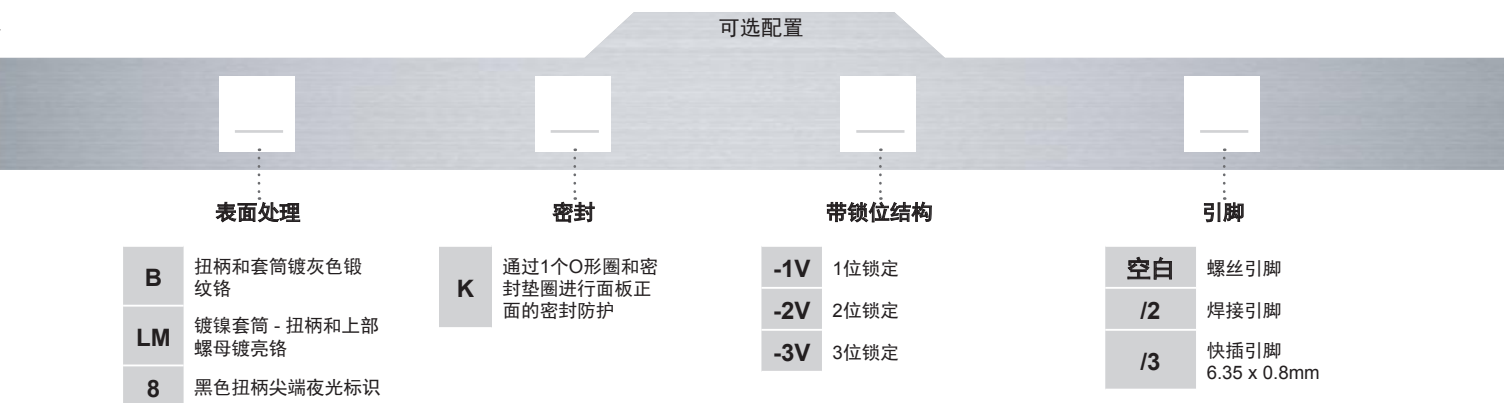 可选配置
表面处理
B
扭柄和套筒镀灰色锻
纹铬
LM
镀镍套筒 - 扭柄和上部
螺母镀亮铬
8
黑色扭柄尖端夜光标识
密封
K
通过1个O形圈和密
封垫圈进行面板正
面的密封防护
带锁位结构
-1V 1位锁定
-2V 2位锁定
-3V 3位锁定
引脚
空白 螺丝引脚
/2 焊接引脚
/3
快插引脚
6.35 x 0.8mm